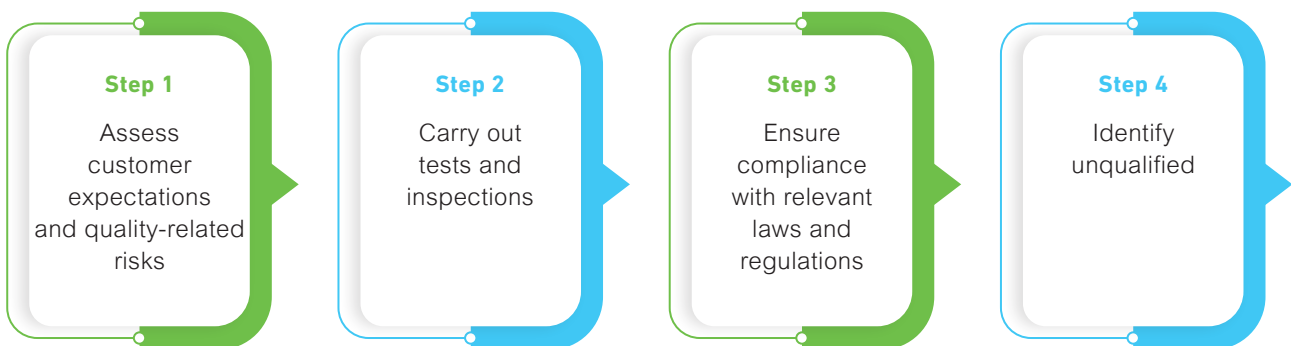 Step 1
Assess
customer
expectations
and quality-related
risks
Step 2
Carry out
tests and
inspections
Step 3
Ensure
compliance
with relevant
laws and
regulations
Step 4
Identify
unqualified